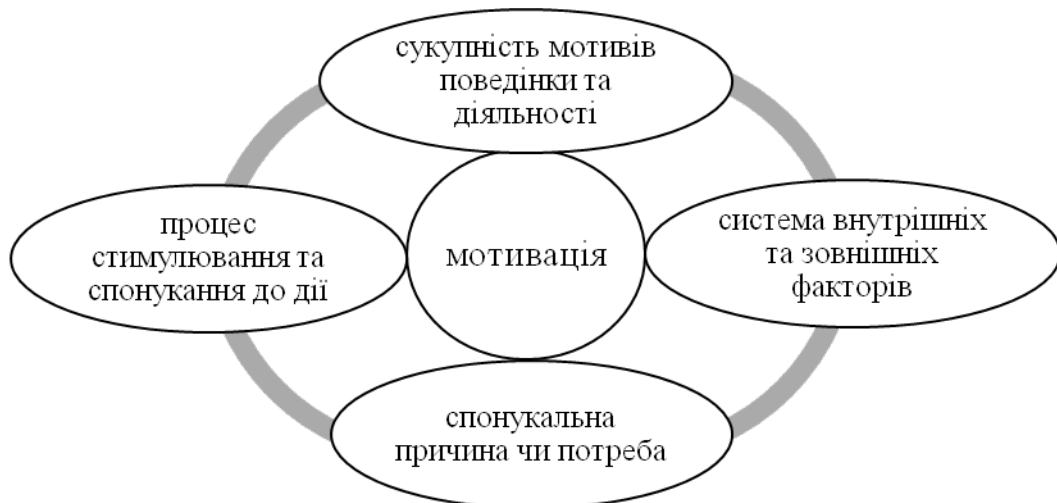 сукупність мотивів
поведінки та
діяльності
процес
стимулювання та
спонукання до дії
мотивація
система внутрішніх
та зовнішніх
факторів
спонукальна
причина чи потреба